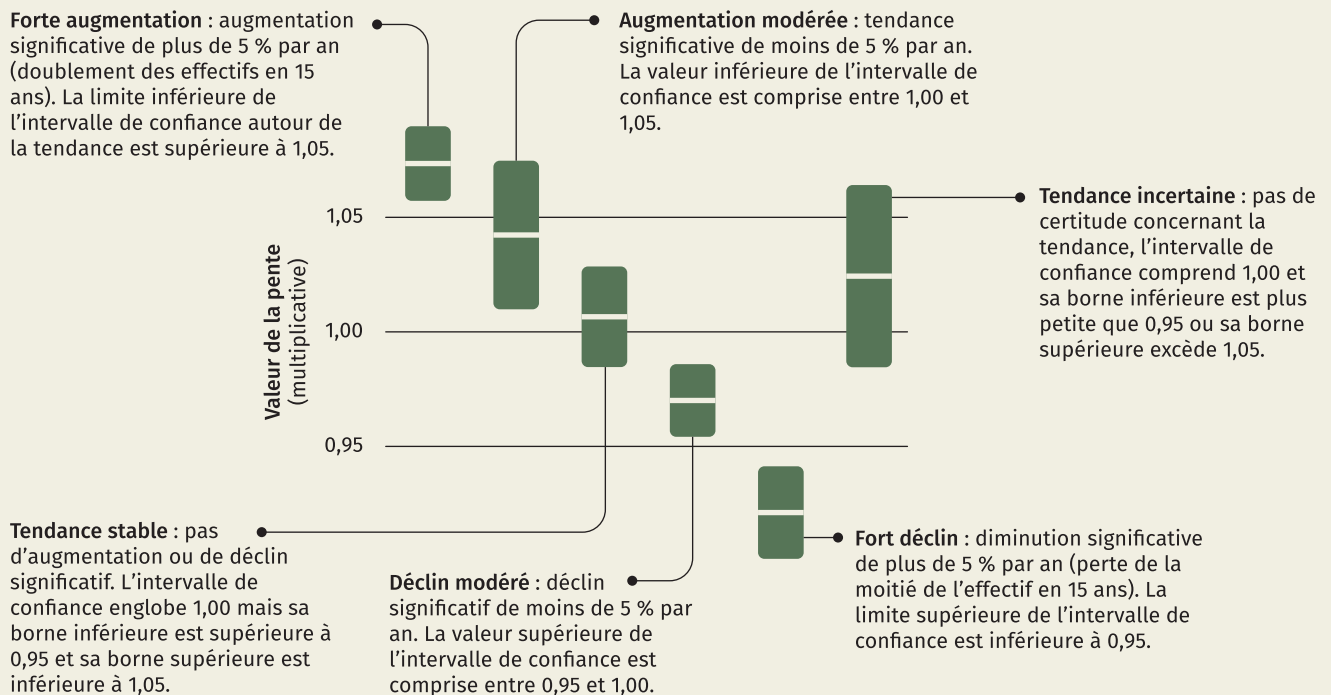 Forte augmentation : augmentation
significative de plus de 5 % par an
(doublement des effectifs en 15
ans). La limite inférieure de
l’intervalle de confiance autour de
la tendance est supérieure à 1,05.
Augmentation modérée : tendance
significative de moins de 5 % par an.
La valeur inférieure de l’intervalle de
confiance est comprise entre 1,00 et
1,05.
Tendance incertaine : pas de
certitude concernant la
tendance, l’intervalle de
confiance comprend 1,00 et
sa borne inférieure est plus
petite que 0,95 ou sa borne
supérieure excède 1,05.
Valeur de la pente
(multiplicative)
1,05
1,00
0,95
Tendance stable : pas
d’augmentation ou de déclin
significatif. L’intervalle de
confiance englobe 1,00 mais sa
borne inférieure est supérieure à
0,95 et sa borne supérieure est
inférieure à 1,05.
Déclin modéré : déclin
significatif de moins de 5 % par
an. La valeur supérieure de
l’intervalle de confiance est
comprise entre 0,95 et 1,00.
Fort déclin : diminution significative
de plus de 5 % par an (perte de la
moitié de l’effectif en 15 ans). La
limite supérieure de l’intervalle de
confiance est inférieure à 0,95.